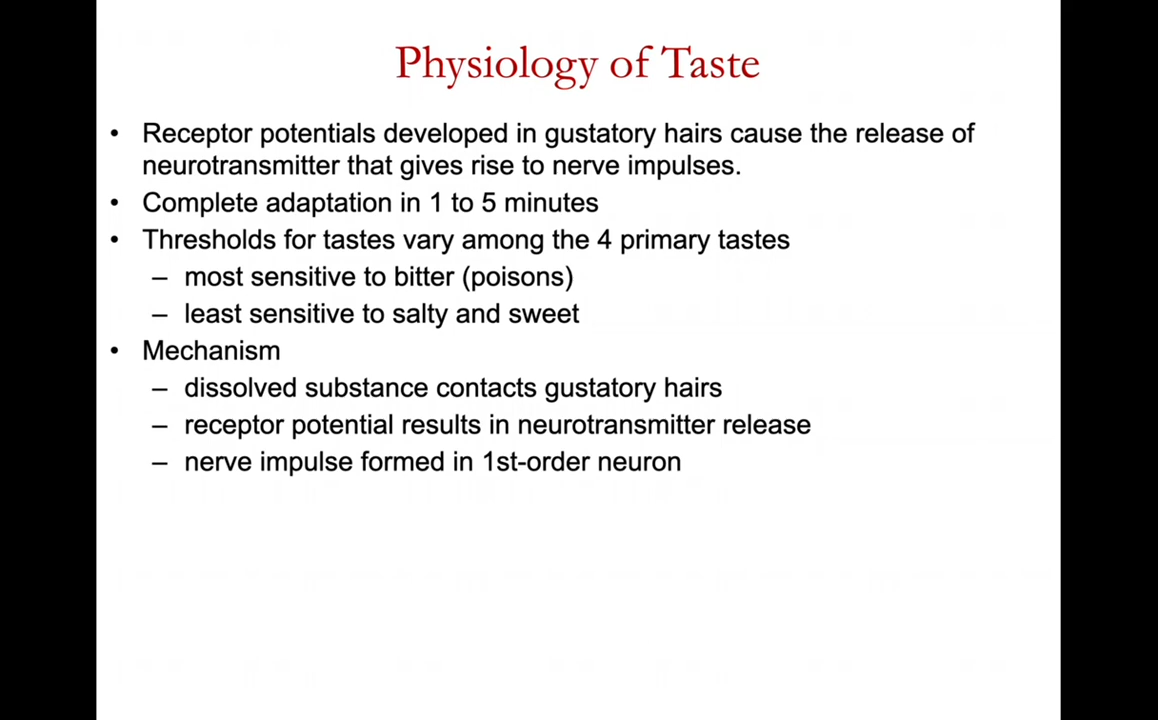 Physiology of Taste
• Receptor potentials developed in gustatory hairs cause the release of
neurotransmitter that gives rise to nerve impulses.
• Complete adaptation in 1 to 5 minutes
• Thresholds for tastes vary among the 4 primary tastes
– most sensitive to bitter (poisons)
– least sensitive to salty and sweet
• Mechanism
– dissolved substance contacts gustatory hairs
– receptor potential results in neurotransmitter release
– nerve impulse formed in 1st-order neuron